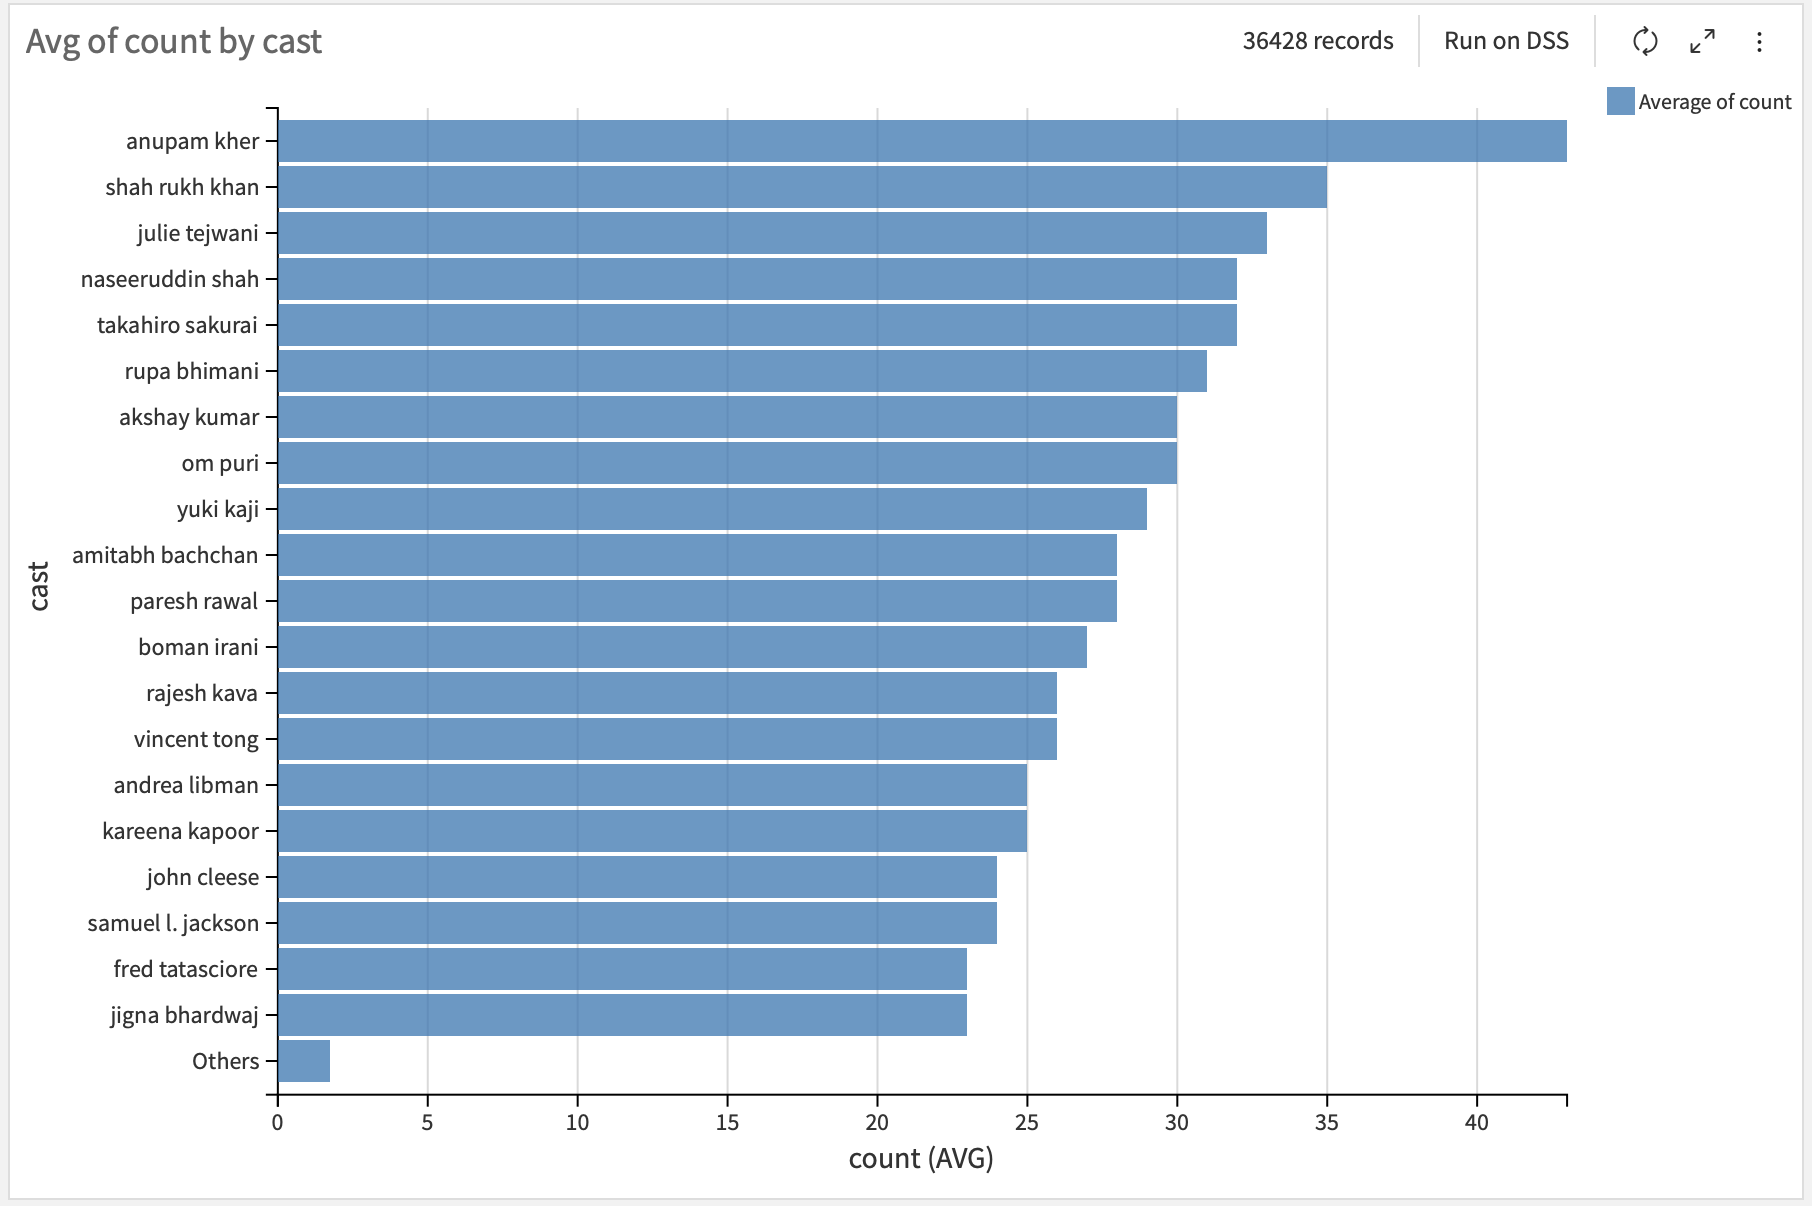 Avg of count by cast
36428 records
Run on DSS
Average of count
anupam kher
shah rukh khan
julie tejwani
naseeruddin shah
takahiro sakurai
rupa bhimani
akshay kumar
om puri
yuki kaji
amitabh bachchan
paresh rawal
boman irani
rajesh kava
vincent tong
andrea libman
kareena kapoor
john cleese
samuel l. jackson
fred tatasciore
jigna bhardwaj
Others
cast
0 5 10 15 20 25 30 35 40
count (AVG)